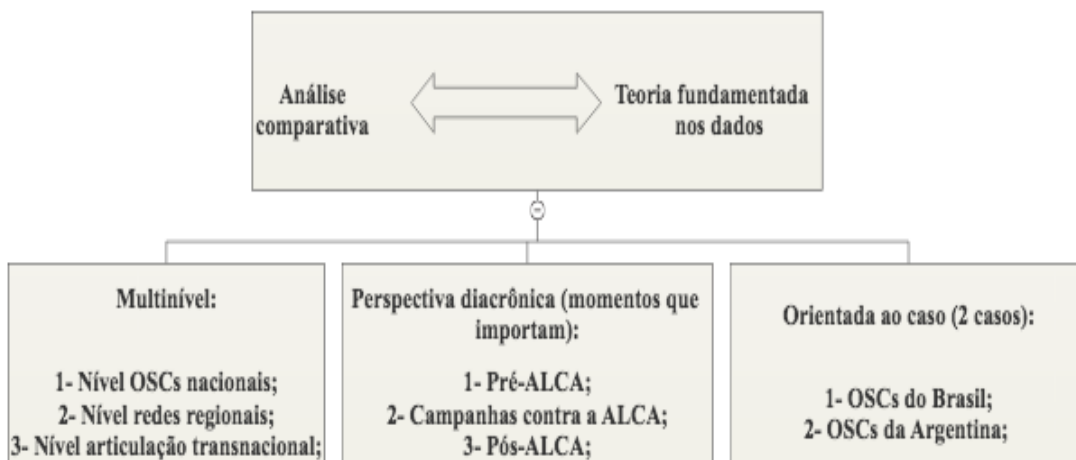 Análise
comparativa
Teoria fundamentada
nos dados
Multinível:
1- Nível OSCs nacionais;
2- Nível redes regionais;
3- Nível articulação transnacional;
Perspectiva diacrônica (momentos que
importam):
1- Pré-ALCA;
2- Campanhas contra a ALCA;
3- Pós-ALCA;
Orientada ao caso (2 casos):
1- OSCs do Brasil;
2- OSCs da Argentina;